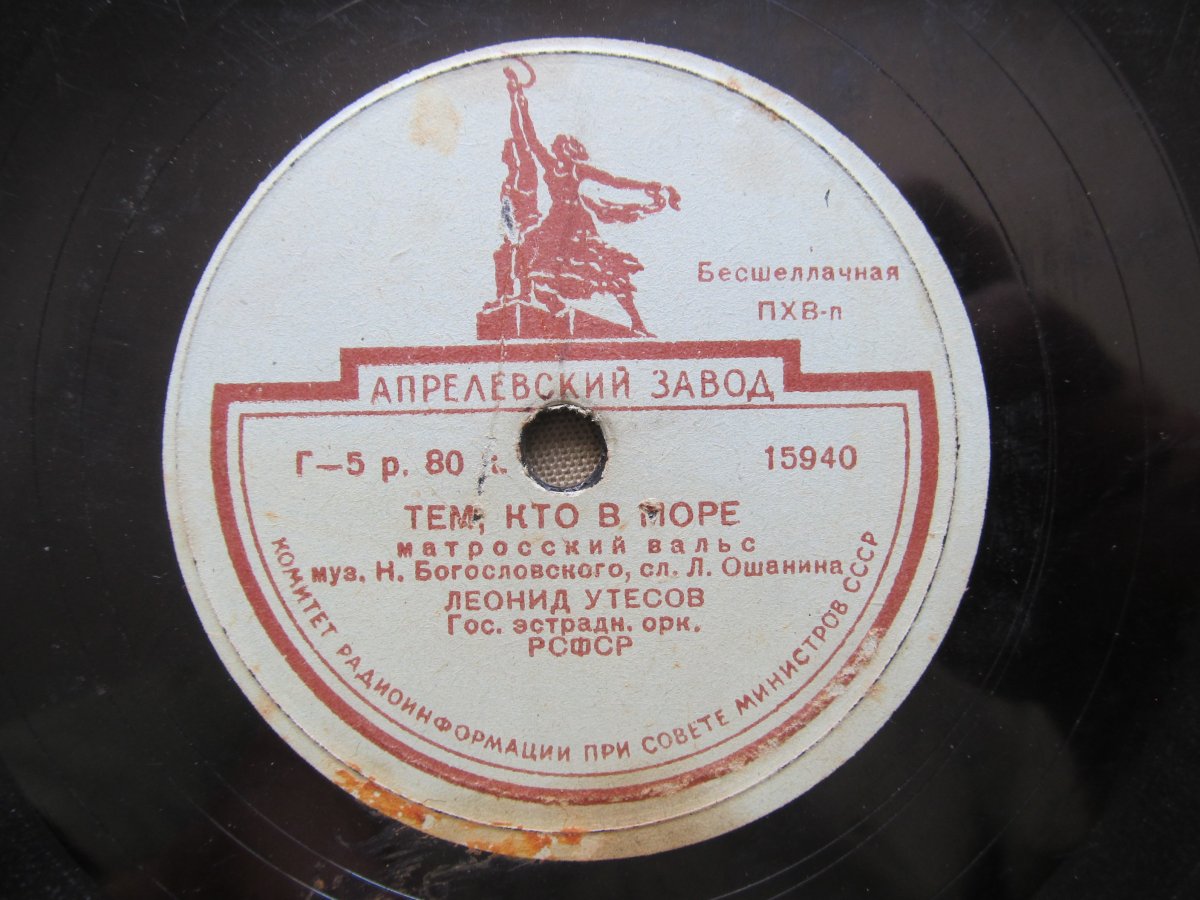 Бесшеллачная
ПХВ-п
АПРЕЛЕВСКИЙ ЗАВОД
Г—5 р. 80 к.
15940
ТЕМ, КТО В МОРЕ
матросский вальс
муз. Н. Богословского, сл. Л. Ошанина
ЛЕОНИД УТЕСОВ
Гос. эстрадн. орк.
РСФСР
КОМИТЕТ РАДИОИНФОРМАЦИИ ПРИ СОВЕТЕ МИНИСТРОВ СССР